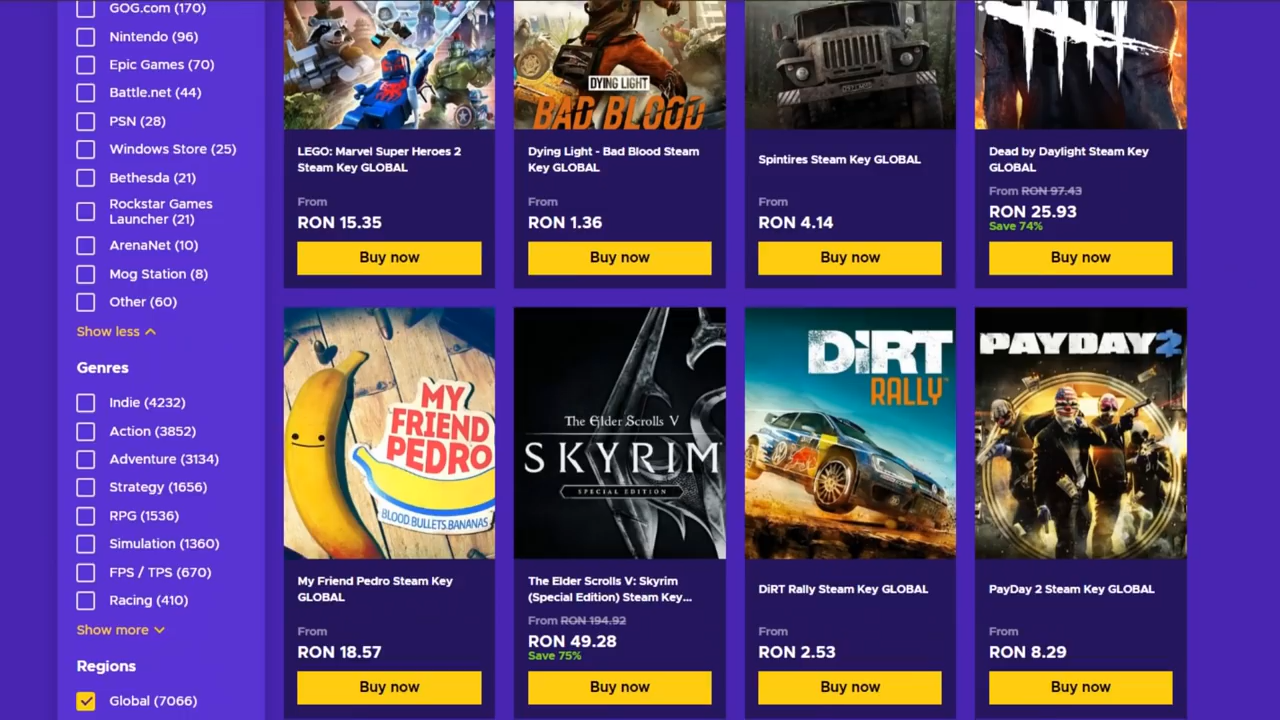 GOG.com (170)
Nintendo (96)
Epic Games (70)
Battle.net (44)
PSN (28)
Windows Store (25)
Bethesda (21)
Rockstar Games
Launcher (21)
ArenaNet (10)
Mog Station (8)
Other (60)
Show less
Genres
Indie (4232)
Action (3852)
Adventure (3134)
Strategy (1656)
RPG (1536)
Simulation (1360)
FPS / TPS (670)
Racing (410)
Show more
Regions
Global (7066)
LEGO: Marvel Super Heroes 2
Steam Key GLOBAL
From
RON 15.35
Buy now
DYING LIGHT
BAD BLOOD
Dying Light - Bad Blood Steam
Key GLOBAL
From
RON 1.36
Buy now
Spintires Steam Key GLOBAL
From
RON 4.14
Buy now
Dead by Daylight Steam Key
GLOBAL
From RON 97.43
RON 25.93
Save 74%
Buy now
MY
FRIEND
PEDRO
BLOOD BULLETS BANANAS
My Friend Pedro Steam Key
GLOBAL
From
RON 18.57
Buy now
The Elder Scrolls V
SKYRIM
SPECIAL EDITION
The Elder Scrolls V: Skyrim
(Special Edition) Steam Key...
From RON 194.92
RON 49.28
Save 75%
Buy now
DiRT
RALLY
DiRT Rally Steam Key GLOBAL
From
RON 2.53
Buy now
PAYDAY 2
PayDay 2 Steam Key GLOBAL
From
RON 8.29
Buy now